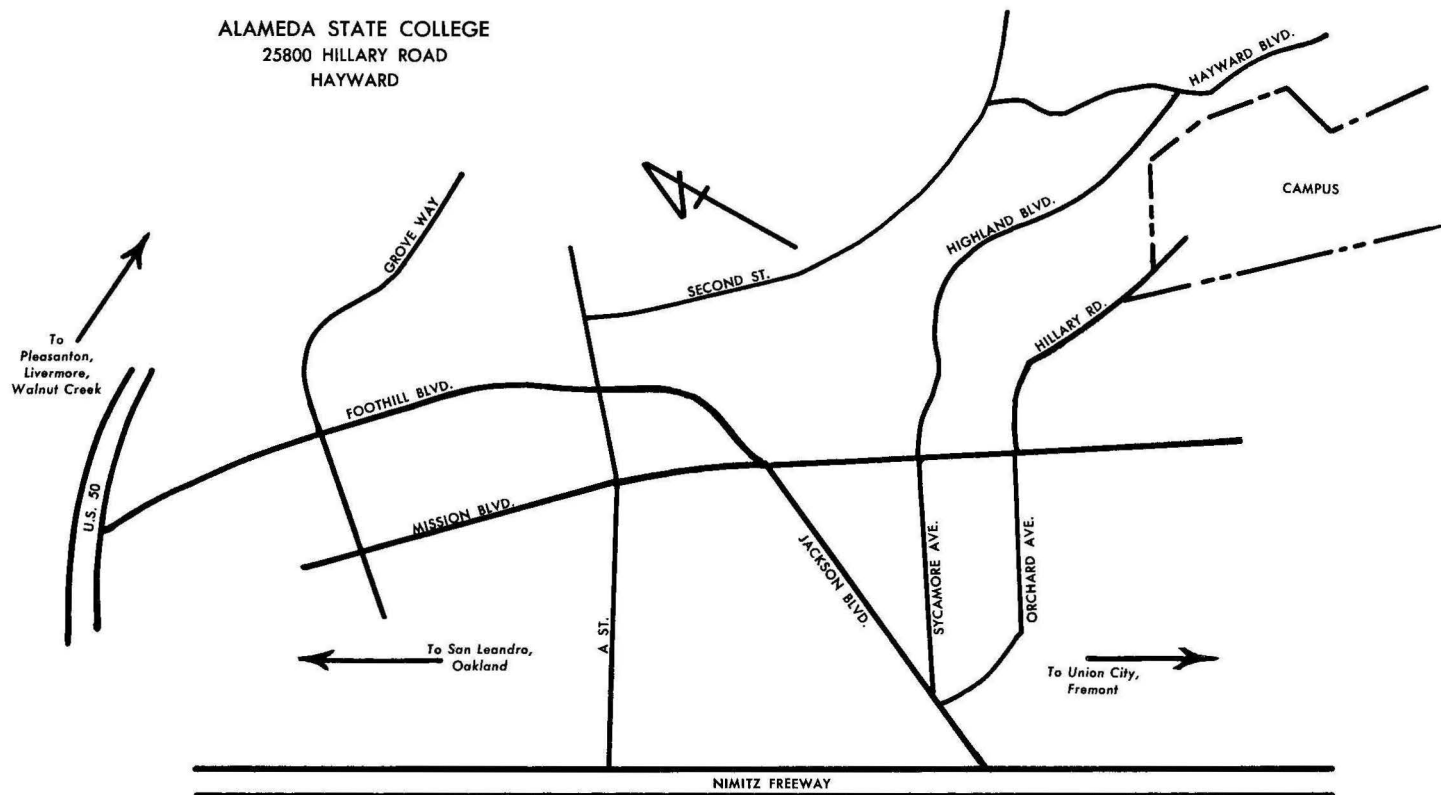 ALAMEDA STATE COLLEGE
25800 HILLARY ROAD
HAYWARD
HAYWARD BLVD.
CAMPUS
GROVE WAY
HIGHLAND BLVD.
SECOND ST.
HILLARY RD.
To
Pleasanton,
Livermore,
Walnut Creek
FOOTHILL BLVD.
U.S. 50
MISSION BLVD.
JACKSON BLVD.
SYCAMORE AVE.
ORCHARD AVE.
A ST.
To San Leandro,
Oakland
To Union City,
Fremont
NIMITZ FREEWAY